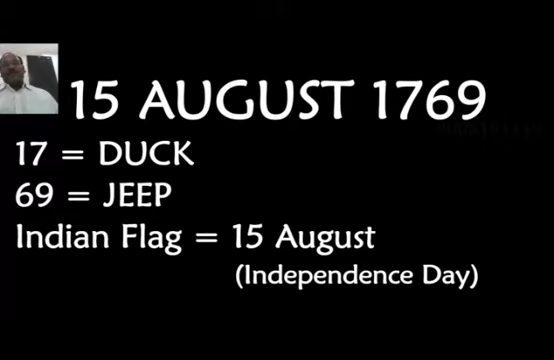 15 AUGUST 1769
17 = DUCK
69 = JEEP
Indian Flag = 15 August
(Independence Day)